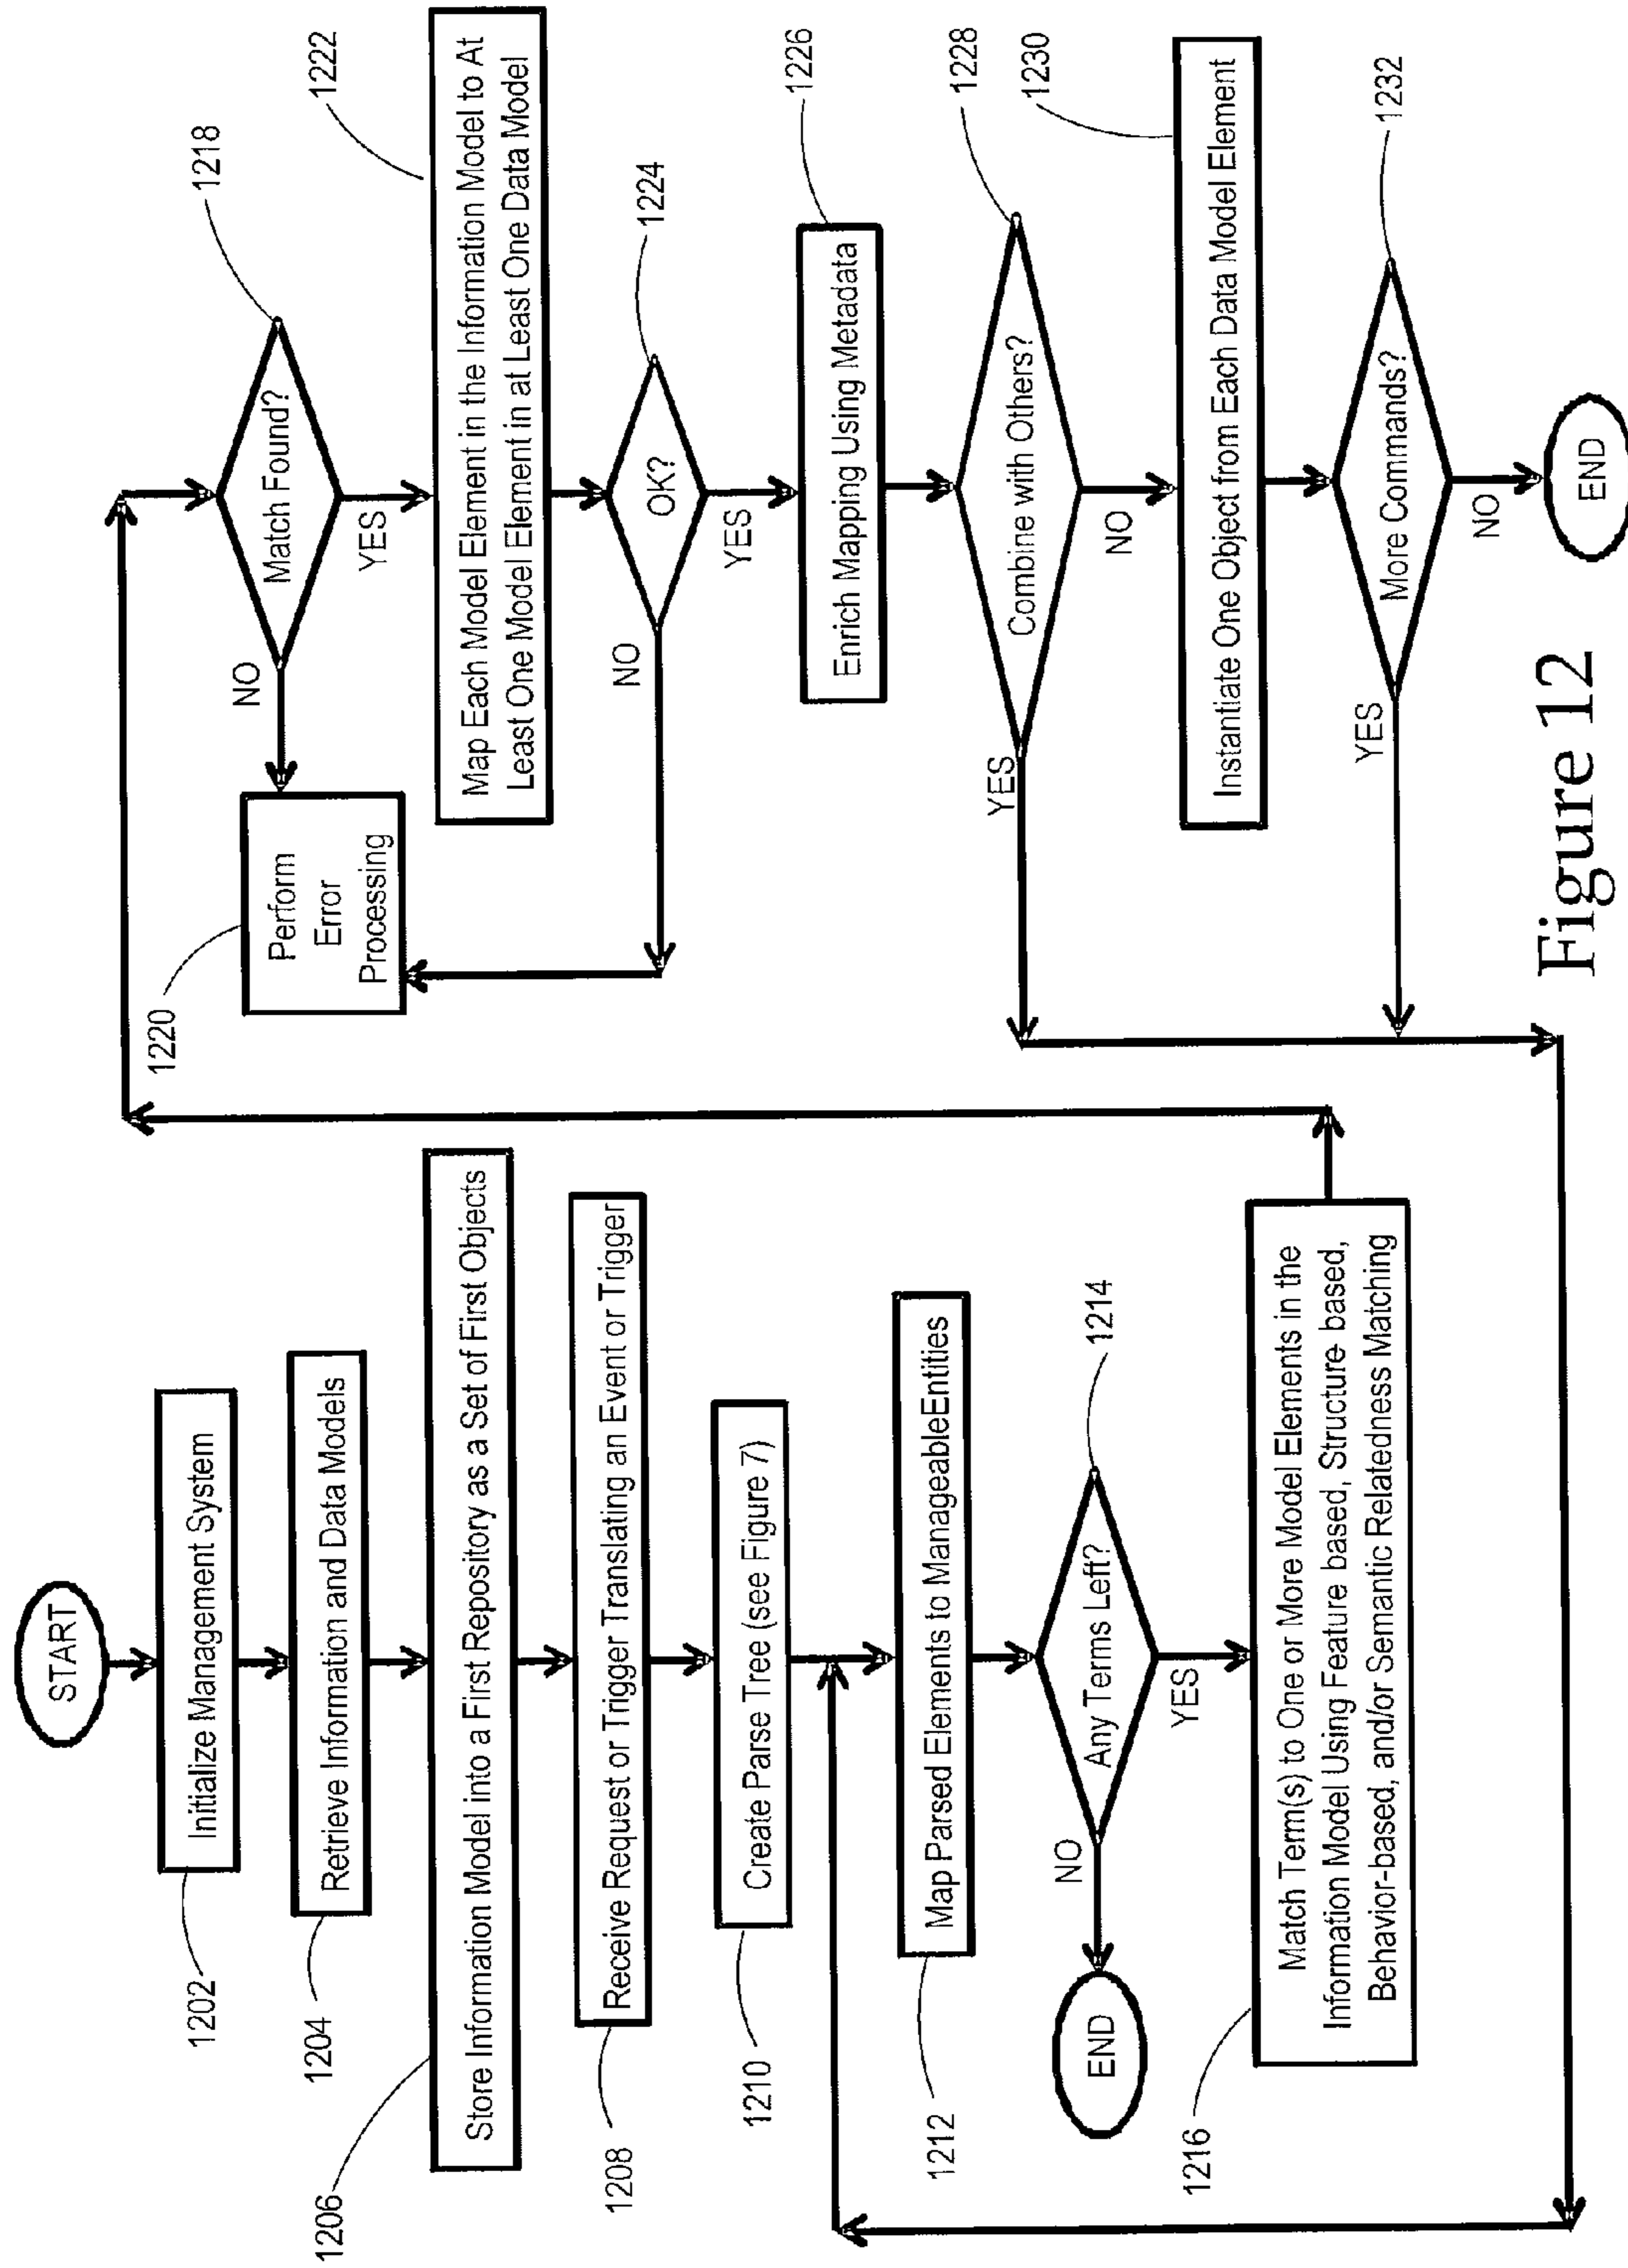 START
Initialize Management System
1202
Retrieve Information and Data Models
1204
Store Information Model into a First Repository as a Set of First Objects
1206
Receive Request or Trigger Translating an Event or Trigger
1208
Create Parse Tree (see Figure 7)
1210
Map Parsed Elements to ManageableEntities
1212
Any Terms Left?
1214
NO
END
YES
Match Term(s) to One or More Model Elements in the
Information Model Using Feature based, Structure based,
Behavior-based, and/or Semantic Relatedness Matching
1216
Match Found?
1218
NO
Perform
Error
Processing
1220
YES
Map Each Model Element in the Information Model to At
Least One Model Element in at Least One Data Model
1222
OK?
1224
NO
YES
Enrich Mapping Using Metadata
1226
Combine with Others?
1228
YES
NO
Instantiate One Object from Each Data Model Element
1230
More Commands?
1232
YES
NO
END
Figure 12